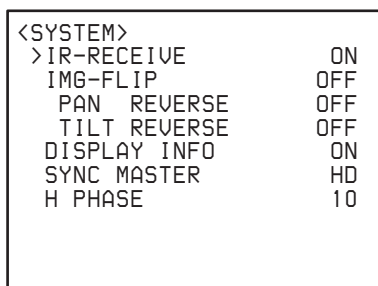 <SYSTEM>
>IR-RECEIVE ON
IMG-FLIP OFF
PAN REVERSE OFF
TILT REVERSE OFF
DISPLAY INFO ON
SYNC MASTER HD
H PHASE 10